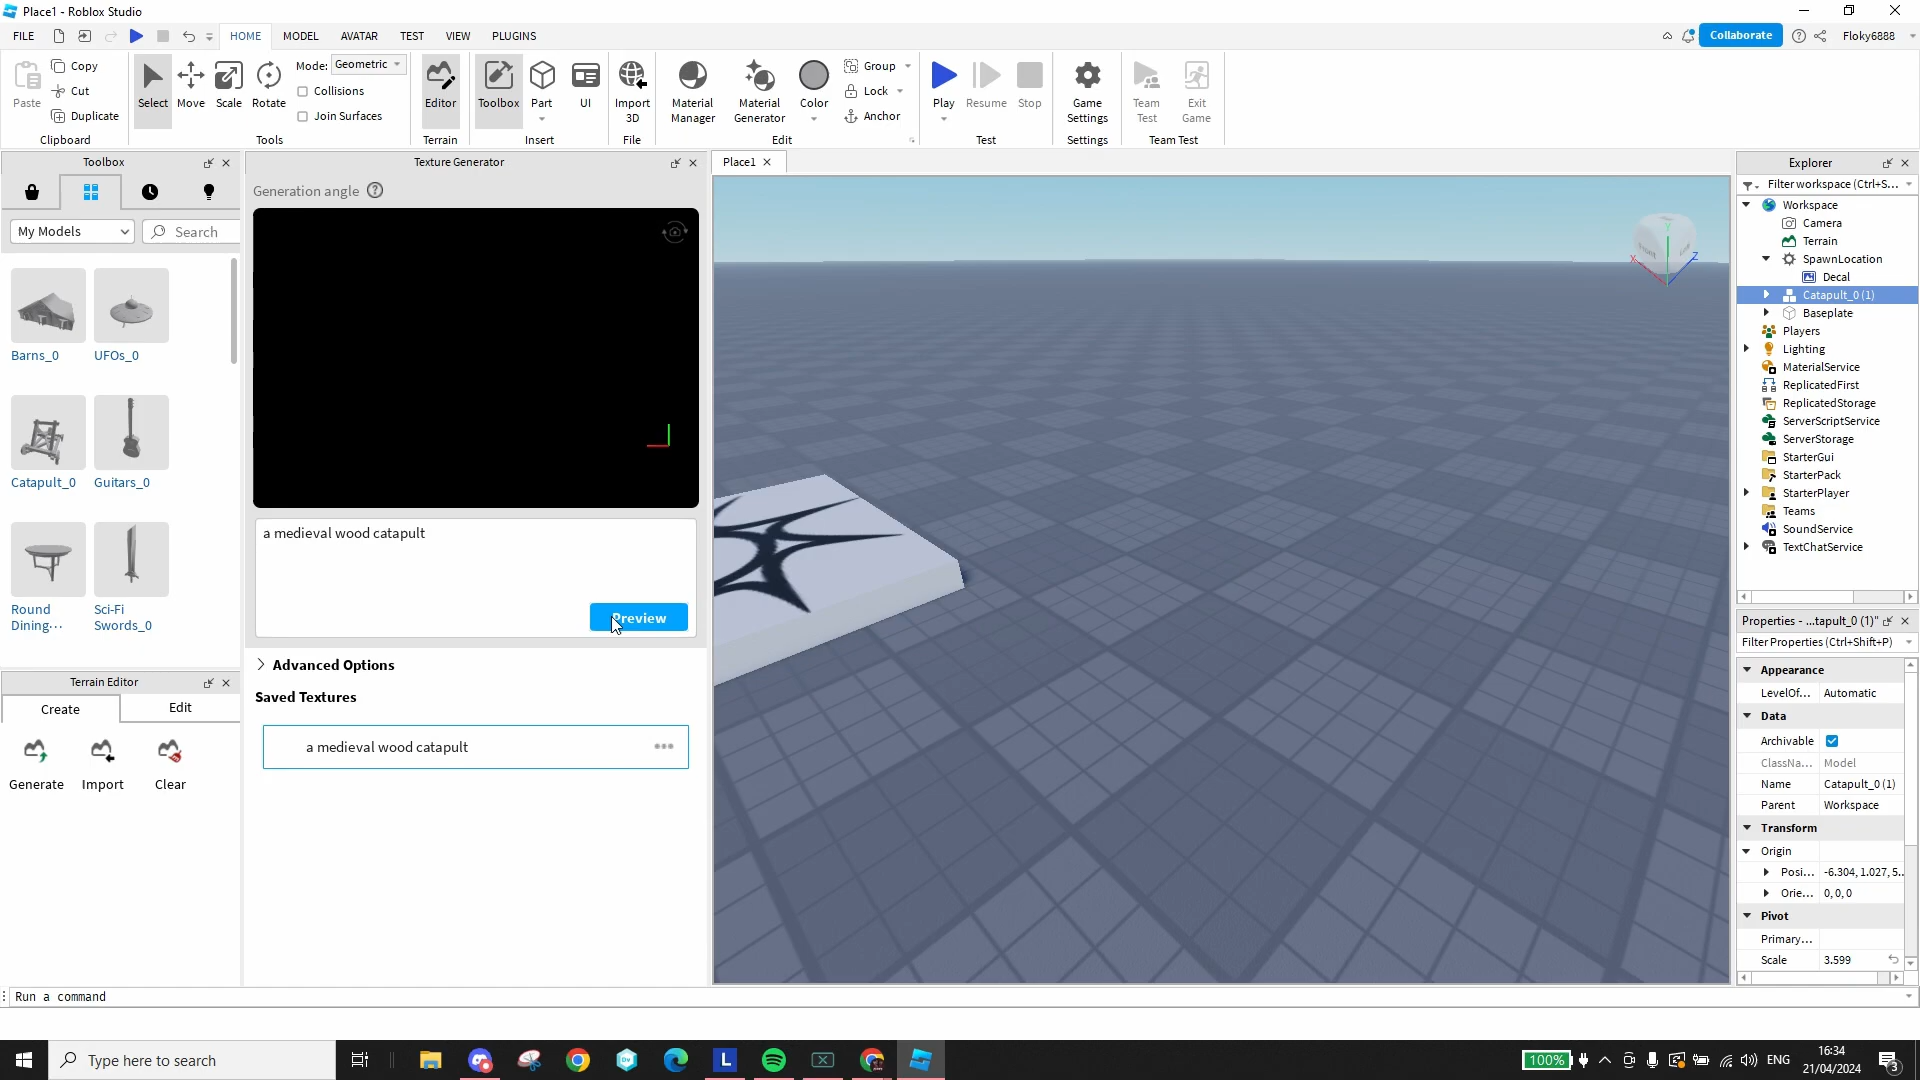 Place1 - Roblox Studio
FILE HOME MODEL AVATAR TEST VIEW PLUGINS Collaborate Floky6888
Paste Copy Cut Duplicate Clipboard
Select Move Scale Rotate Mode: Geometric Collisions Join Surfaces Tools
Editor Terrain
Toolbox Part UI Insert
Import 3D File
Material Manager Material Generator Color Group Lock Anchor Edit
Play Resume Stop Test
Game Settings Settings
Team Test Exit Game Team Test
Toolbox
My Models Search
Barns_0 UFOs_0
Catapult_0 Guitars_0
Round Dining... Sci-Fi Swords_0
Terrain Editor
Create Edit
Generate Import Clear
Texture Generator
Generation angle
a medieval wood catapult
Preview
Advanced Options
Saved Textures
a medieval wood catapult
Place1
Explorer
Filter workspace (Ctrl+S...
Workspace
Camera
Terrain
SpawnLocation
Decal
Catapult_0 (1)
Baseplate
Players
Lighting
MaterialService
ReplicatedFirst
ReplicatedStorage
ServerScriptService
ServerStorage
StarterGui
StarterPack
StarterPlayer
Teams
SoundService
TextChatService
Properties - ...tapult_0 (1)"
Filter Properties (Ctrl+Shift+P)
Appearance
LevelOf... Automatic
Data
Archivable
ClassNa... Model
Name Catapult_0 (1)
Parent Workspace
Transform
Origin
Posi... -6.304, 1.027, 5...
Orie... 0, 0, 0
Pivot
Primary...
Scale 3.599
Run a command
Type here to search
100% ENG 16:34
21/04/2024 3